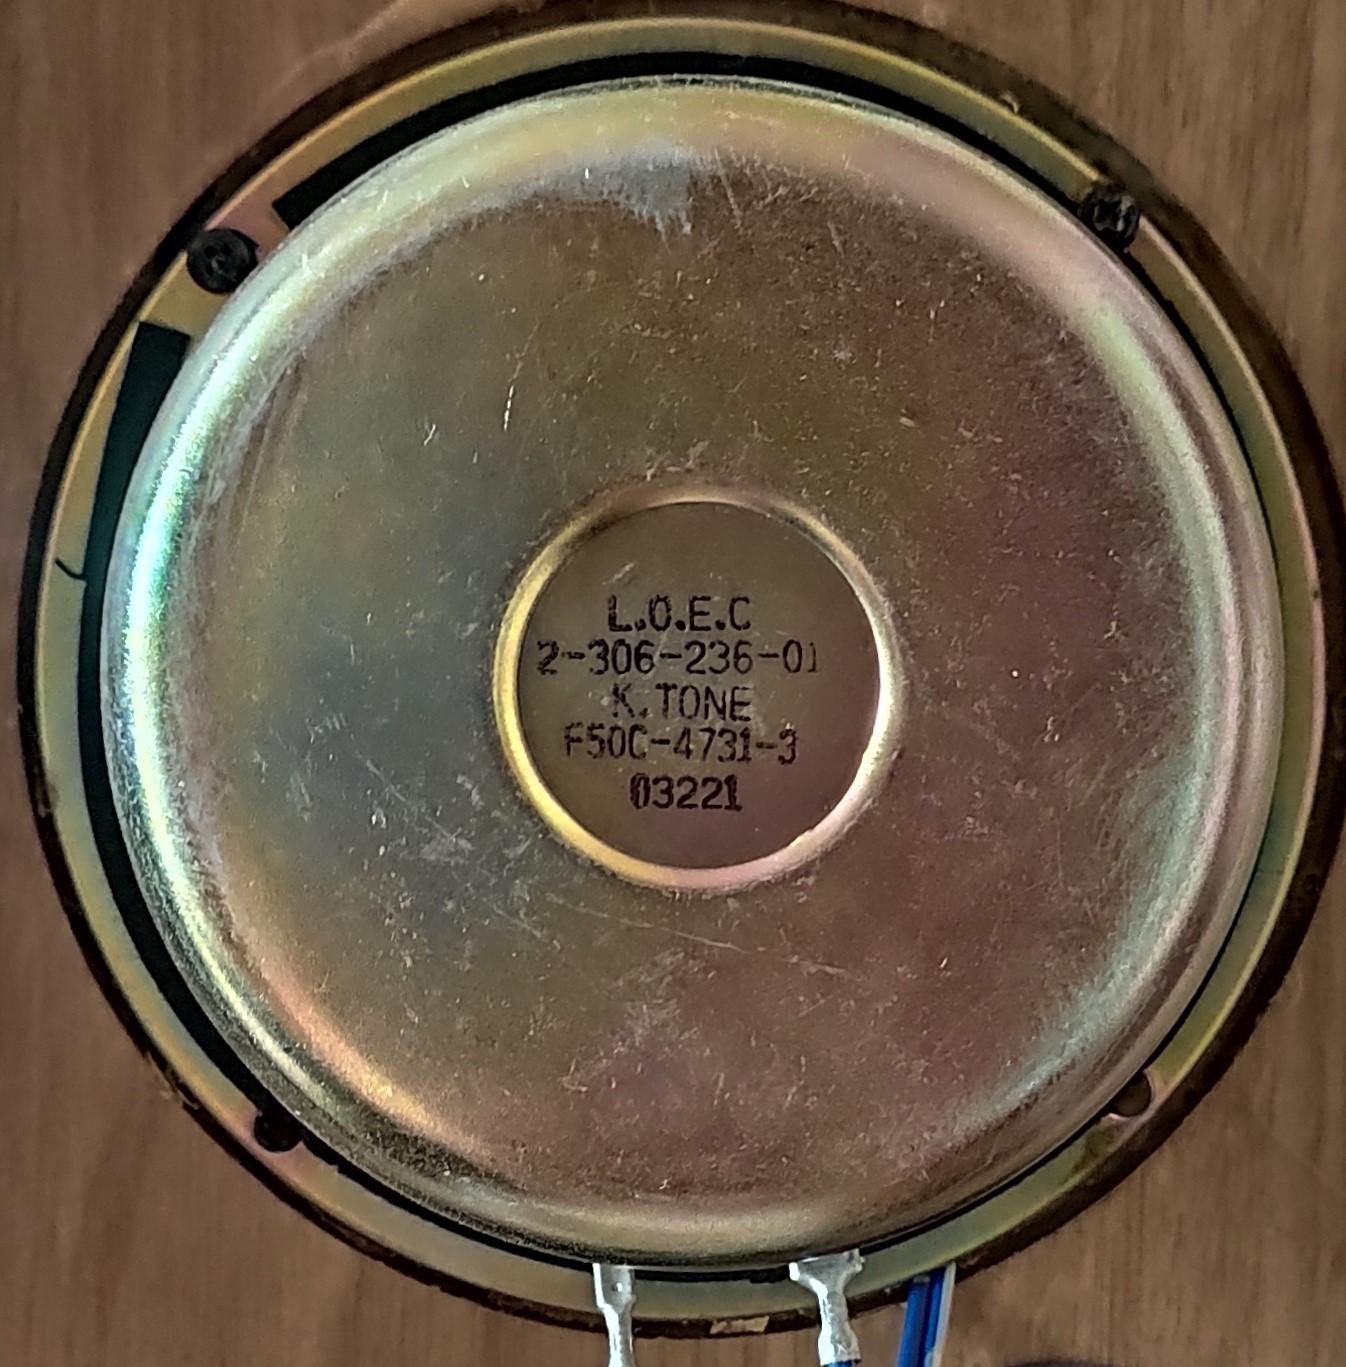 L.O.E.C
2-306-236-01
K.TONE
F50C-4731-3
03221